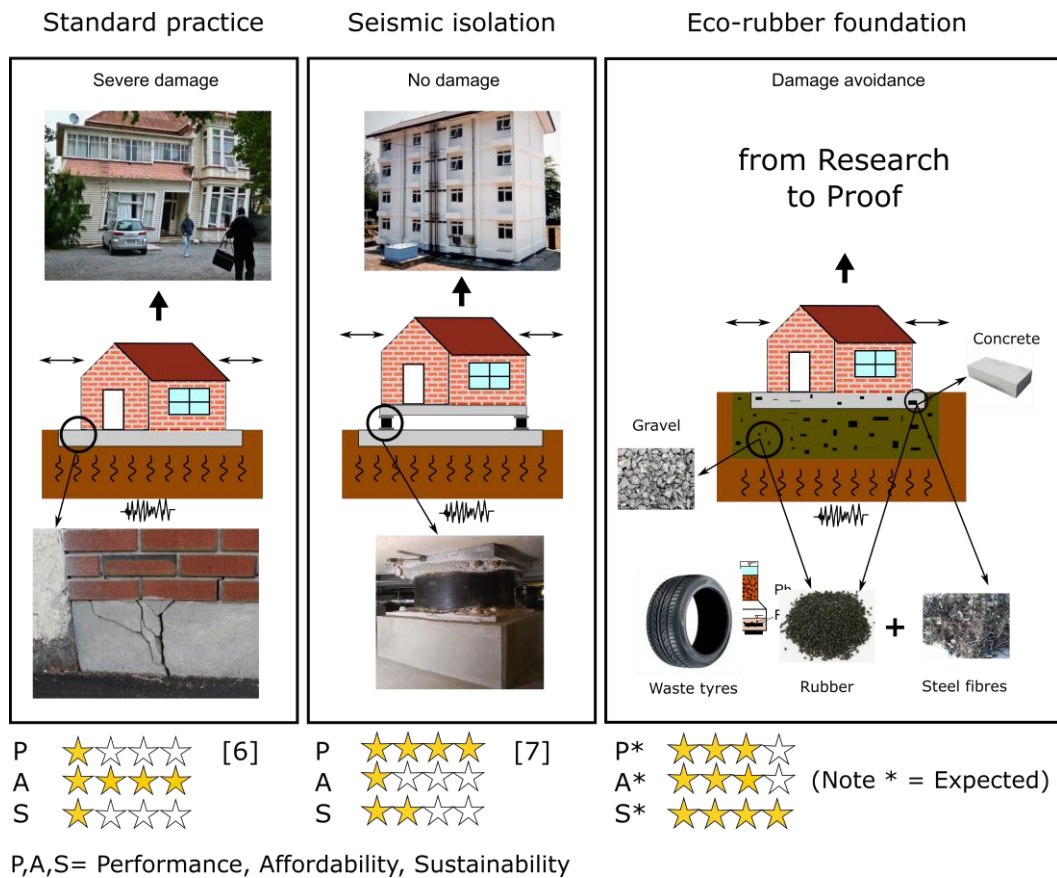 Standard practice
Seismic isolation
Eco-rubber foundation
Severe damage
No damage
Damage avoidance
from Research
to Proof
Concrete
Gravel
Ph
Waste tyres
Rubber
+
Steel fibres
P
[6]
A
S
P
[7]
A
S
P*
A*
(Note * = Expected)
S*
P,A,S= Performance, Affordability, Sustainability